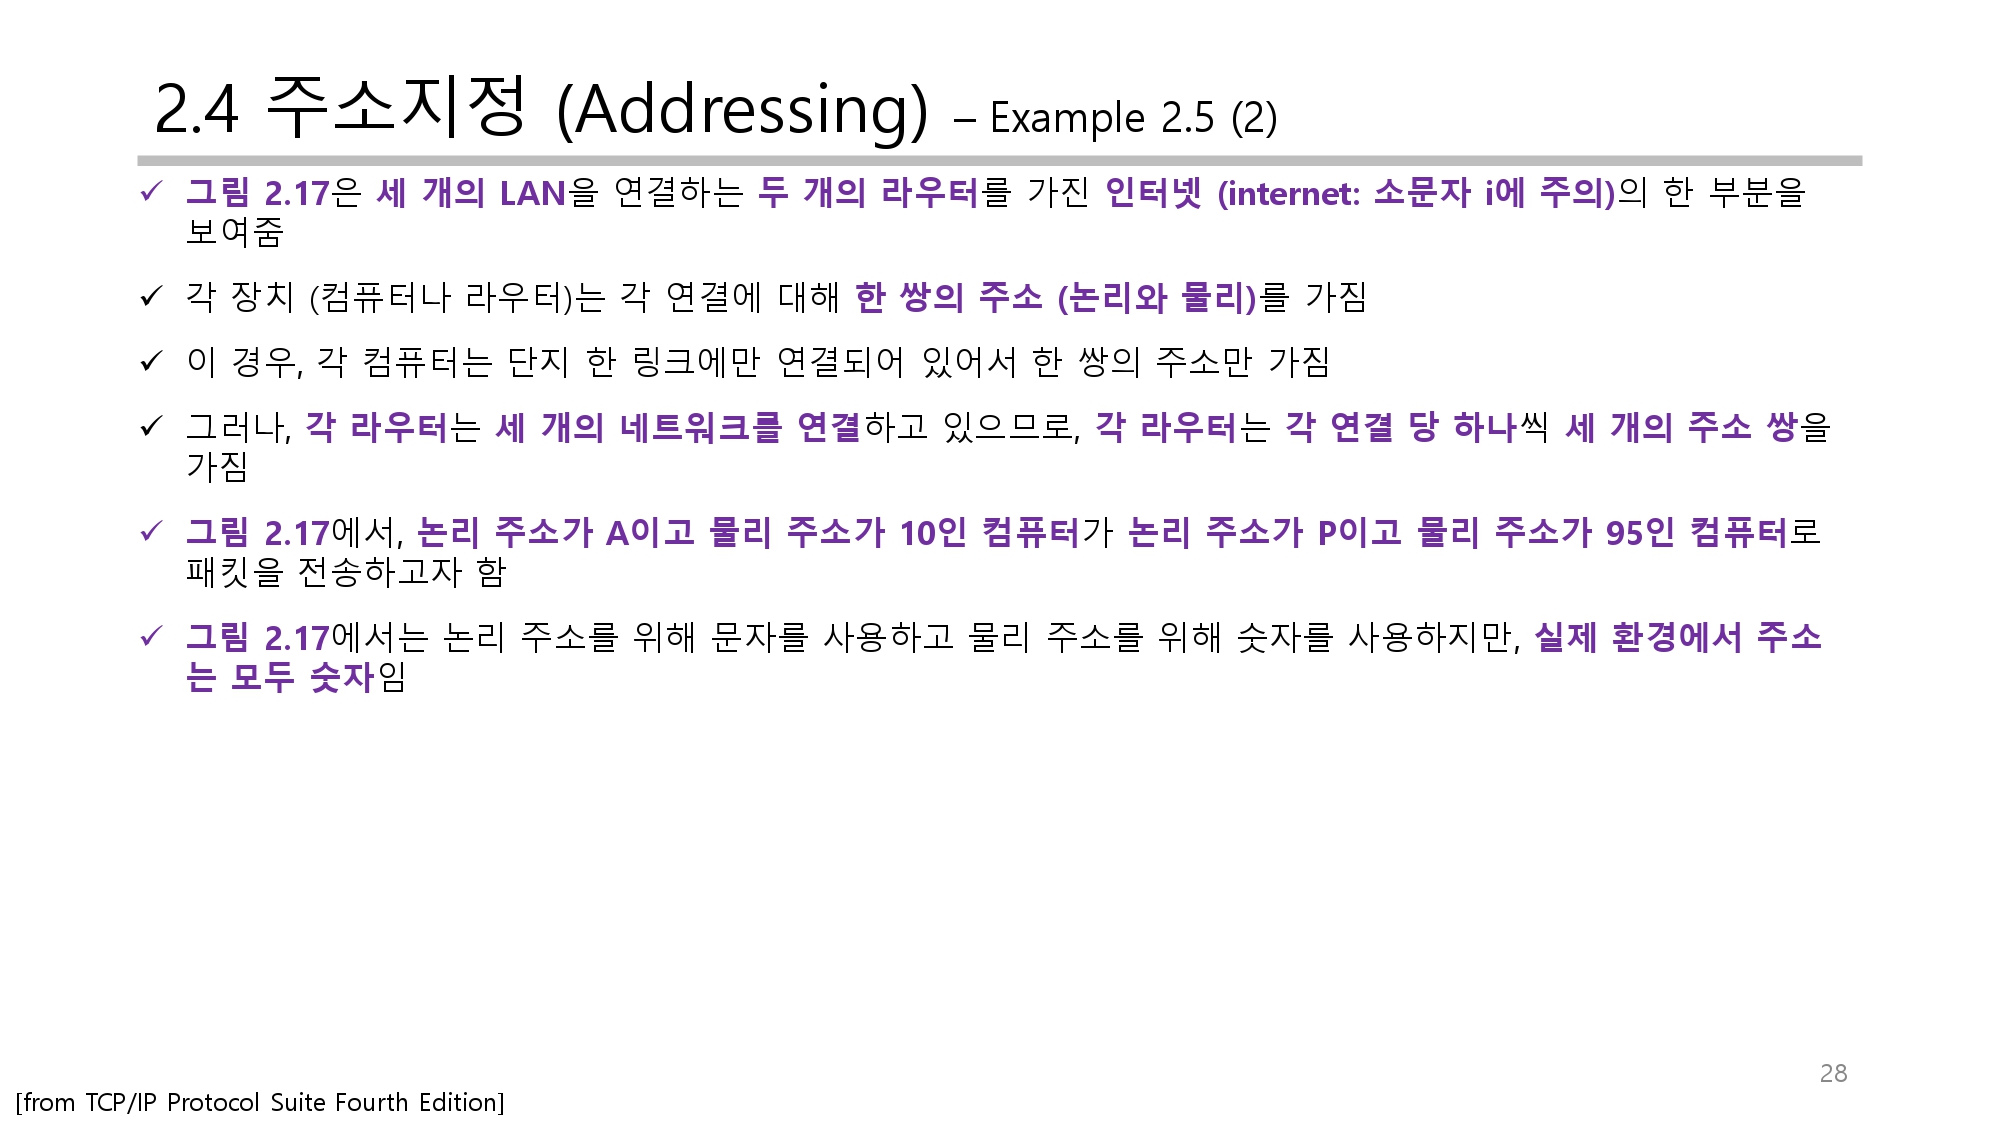 2.4 주소지정 (Addressing) – Example 2.5 (2)
✓ 그림 2.17은 세 개의 LAN을 연결하는 두 개의 라우터를 가진 인터넷 (internet: 소문자 i에 주의)의 한 부분을
보여줌
✓ 각 장치 (컴퓨터나 라우터)는 각 연결에 대해 한 쌍의 주소 (논리와 물리)를 가짐
✓ 이 경우, 각 컴퓨터는 단지 한 링크에만 연결되어 있어서 한 쌍의 주소만 가짐
✓ 그러나, 각 라우터는 세 개의 네트워크를 연결하고 있으므로, 각 라우터는 각 연결 당 하나씩 세 개의 주소 쌍을
가짐
✓ 그림 2.17에서, 논리 주소가 A이고 물리 주소가 10인 컴퓨터가 논리 주소가 P이고 물리 주소가 95인 컴퓨터로
패킷을 전송하고자 함
✓ 그림 2.17에서는 논리 주소를 위해 문자를 사용하고 물리 주소를 위해 숫자를 사용하지만, 실제 환경에서 주소
는 모두 숫자임
28
[from TCP/IP Protocol Suite Fourth Edition]